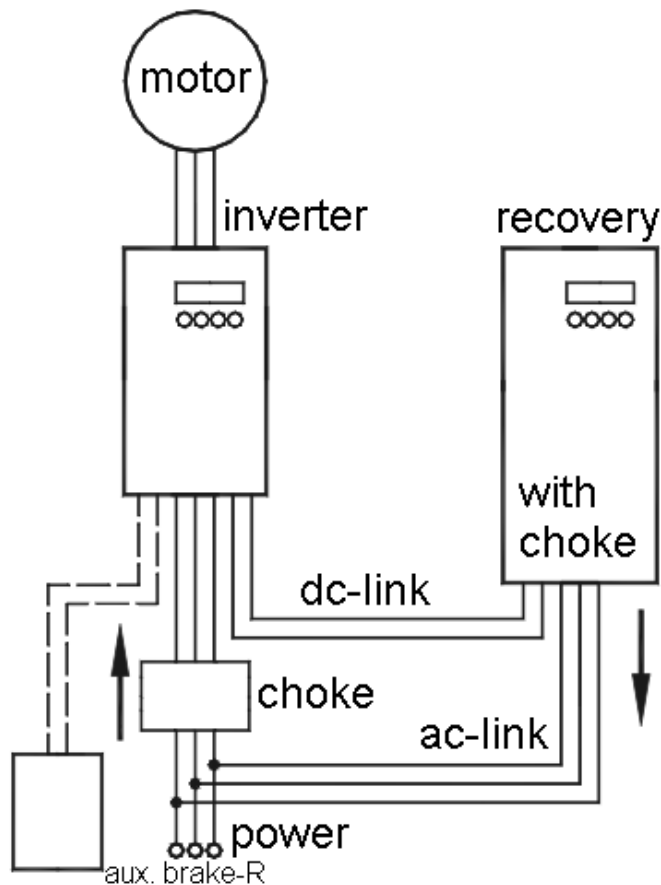 motor
inverter
recovery
with
choke
dc-link
choke
ac-link
power
aux. brake-R